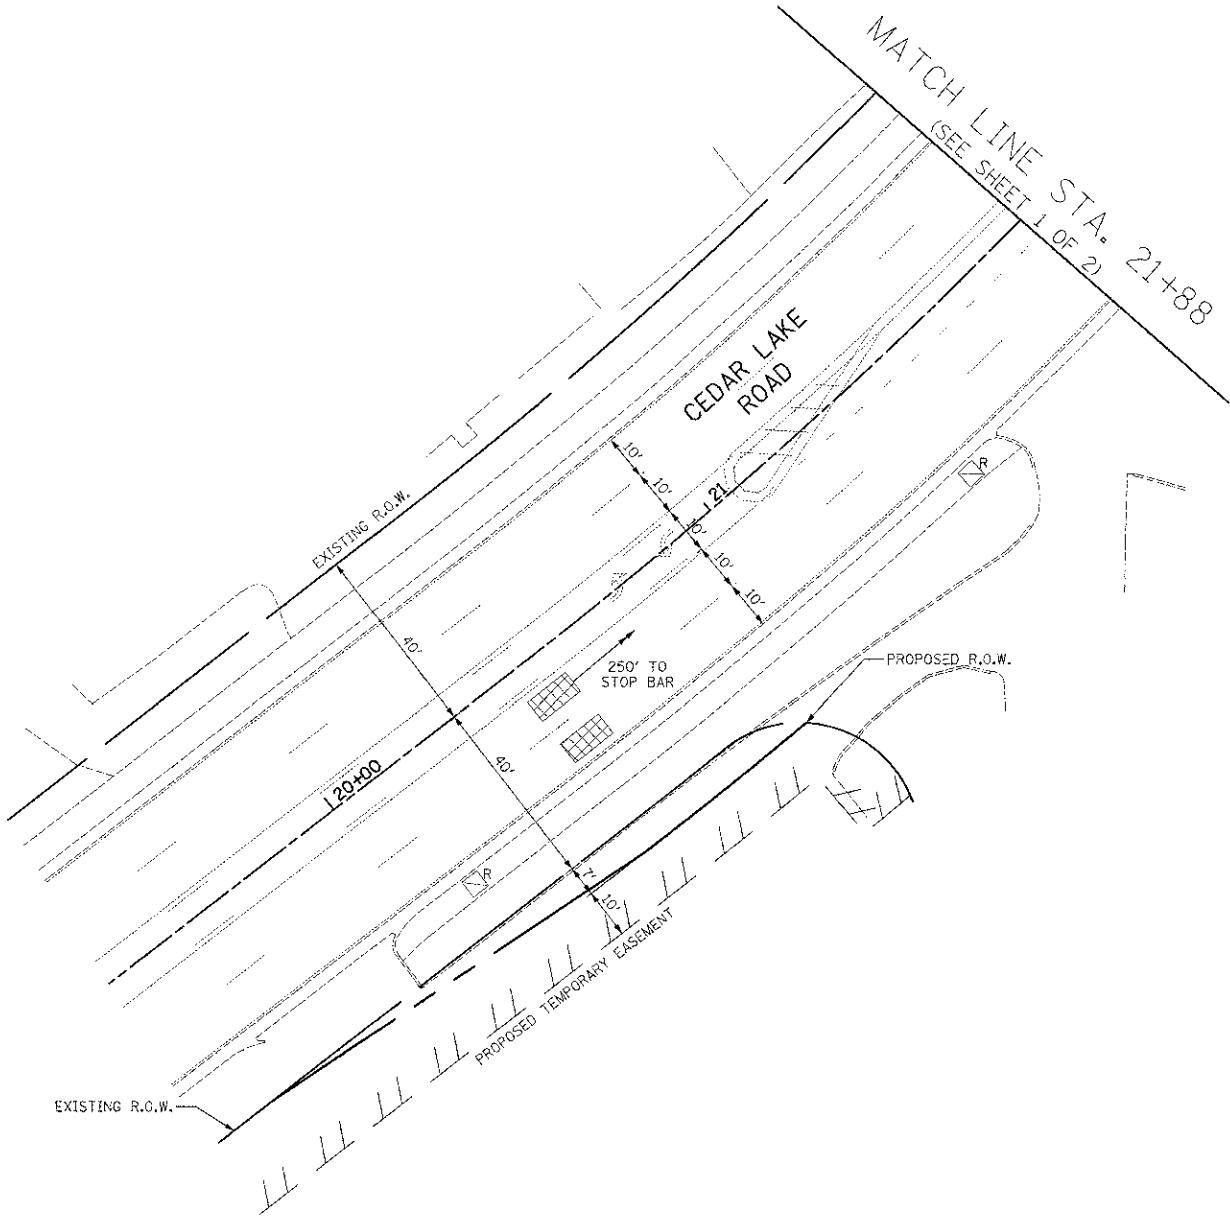 MATCH LINE STA. 21+88
(SEE SHEET 1 OF 2)
CEDAR LAKE
ROAD
10'
10'
10'
10'
10'
21
R
EXISTING R.O.W.
40'
250' TO
STOP BAR
PROPOSED R.O.W.
40'
20+00
R
7'
10'
PROPOSED TEMPORARY EASEMENT
EXISTING R.O.W.